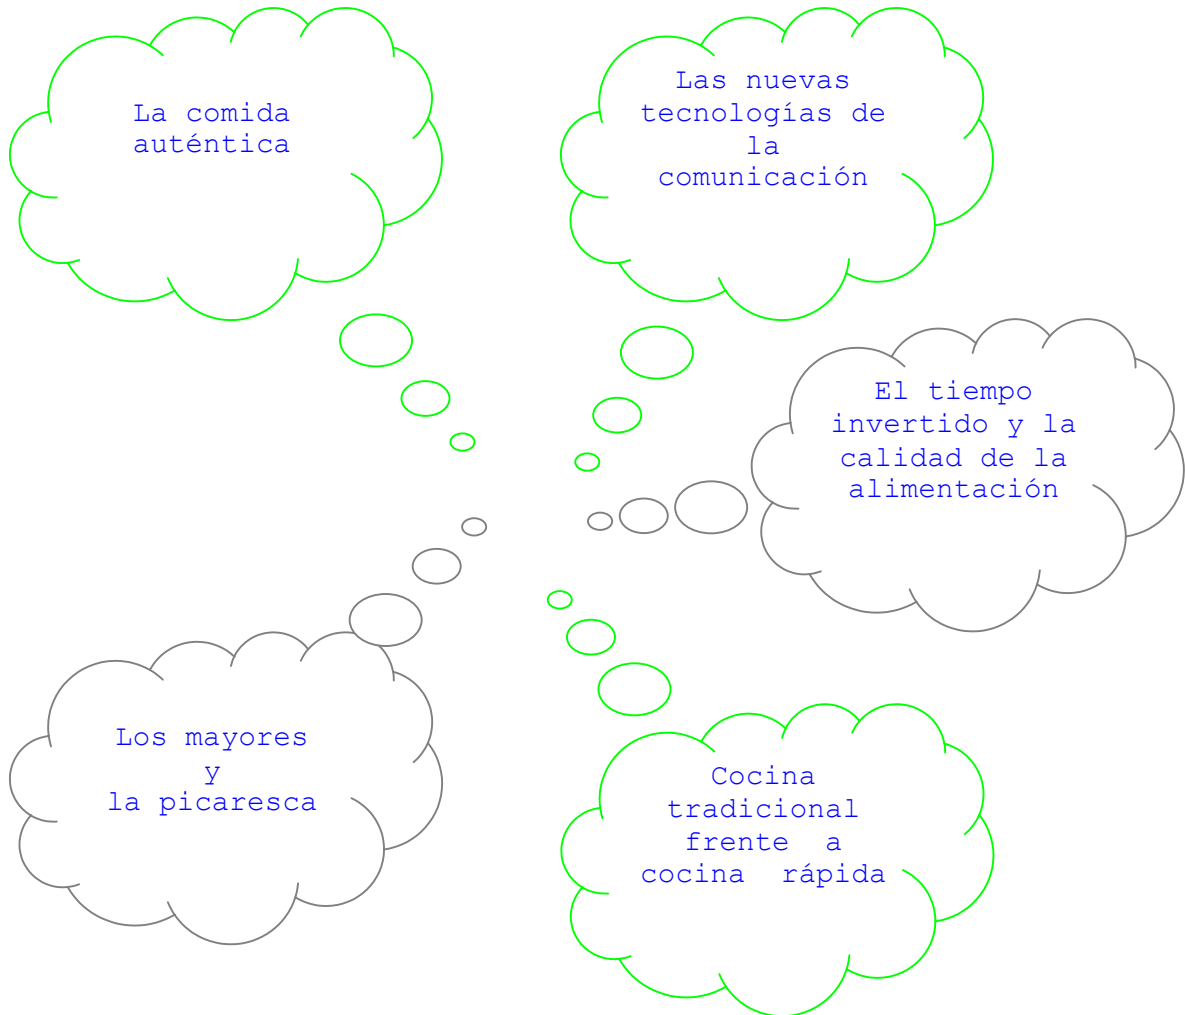 La comida
auténtica
Las nuevas
tecnologías de
la
comunicación
El tiempo
invertido y la
calidad de la
alimentación
Los mayores
y
la picaresca
Cocina
tradicional
frente a
cocina rápida